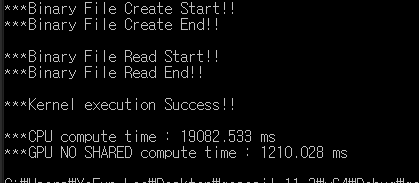 ***Binary File Create Start!!
***Binary File Create End!!
***Binary File Read Start!!
***Binary File Read End!!
***Kernel execution Success!!
***CPU compute time : 19082.533 ms
***GPU NO SHARED compute time : 1210.028 ms